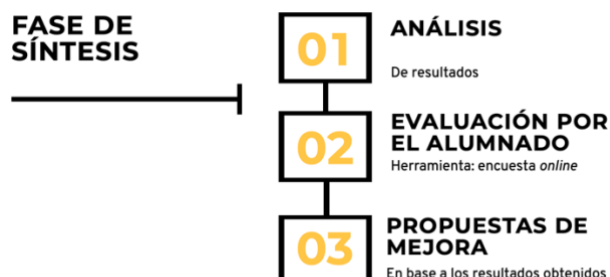 FASE DE
SÍNTESIS
01
ANÁLISIS
De resultados
02
EVALUACIÓN POR
EL ALUMNADO
Herramienta: encuesta online
03
PROPUESTAS DE
MEJORA
En base a los resultados obtenidos